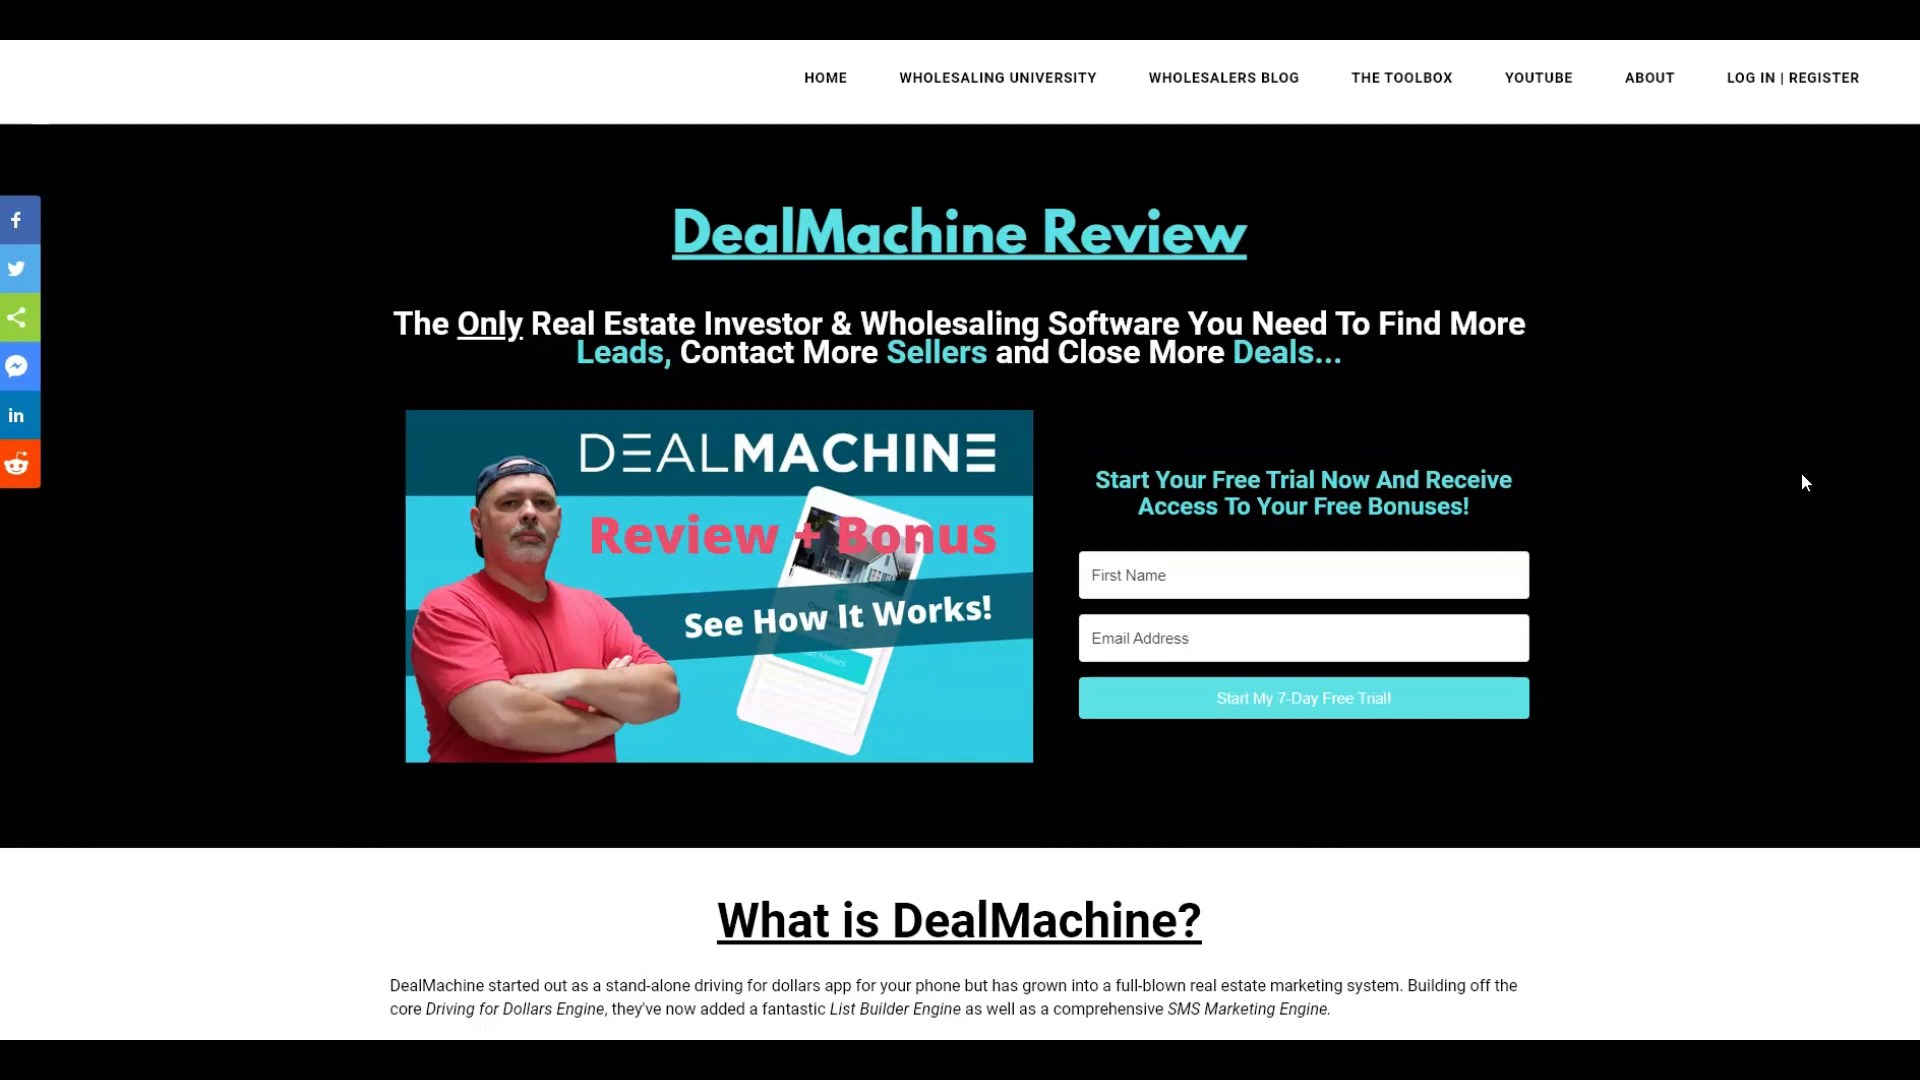 HOME WHOLESALING UNIVERSITY WHOLESALERS BLOG THE TOOLBOX YOUTUBE ABOUT LOG IN | REGISTER
DealMachine Review
The Only Real Estate Investor & Wholesaling Software You Need To Find More
Leads, Contact More Sellers and Close More Deals...
DEALMACHINE
Review + Bonus
See How It Works!
Start Your Free Trial Now And Receive
Access To Your Free Bonuses!
First Name
Email Address
Start My 7-Day Free Trial!
in
What is DealMachine?
DealMachine started out as a stand-alone driving for dollars app for your phone but has grown into a full-blown real estate marketing system. Building off the
core Driving for Dollars Engine, they've now added a fantastic List Builder Engine as well as a comprehensive SMS Marketing Engine.